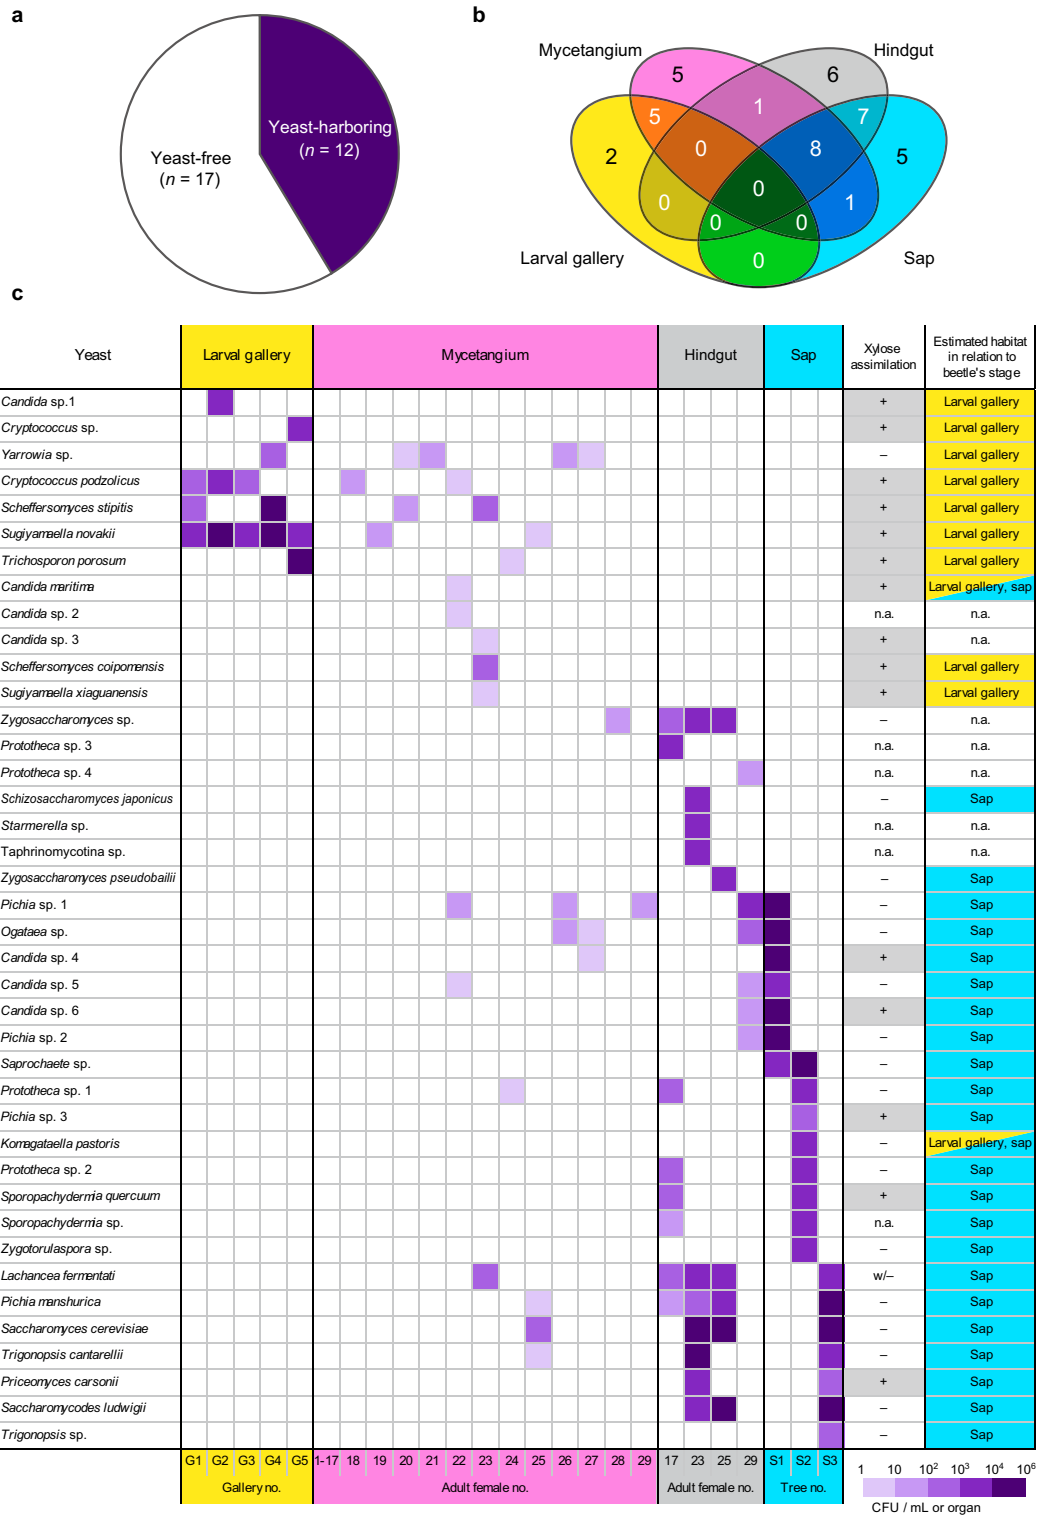 a
Yeast-harboring
(n = 12)
Yeast-free
(n = 17)
b
Mycetangium
Hindgut
Larval gallery
Sap
5
6
5
1
7
2
0
8
5
0
0
1
0
0
0
c
Yeast
Larval gallery
Mycetangium
Hindgut
Sap
Xylose
assimilation
Estimated habitat
in relation to
beetle's stage
Candida sp.1 + Larval gallery
Cryptococcus sp. + Larval gallery
Yarrowia sp. – Larval gallery
Cryptococcus podzolicus + Larval gallery
Scheffersomyces stipitis + Larval gallery
Sugiyamaella novakii + Larval gallery
Trichosporon porosum + Larval gallery
Candida maritima + Larval gallery, sap
Candida sp. 2 n.a. n.a.
Candida sp. 3 + n.a.
Scheffersomyces coipomensis + Larval gallery
Sugiyamaella xiaguanensis + Larval gallery
Zygosaccharomyces sp. – n.a.
Prototheca sp. 3 n.a. n.a.
Prototheca sp. 4 n.a. n.a.
Schizosaccharomyces japonicus – Sap
Starmerella sp. n.a. n.a.
Taphrinomycotina sp. n.a. n.a.
Zygosaccharomyces pseudobailii – Sap
Pichia sp. 1 – Sap
Ogataea sp. – Sap
Candida sp. 4 + Sap
Candida sp. 5 – Sap
Candida sp. 6 + Sap
Pichia sp. 2 – Sap
Saprochaete sp. – Sap
Prototheca sp. 1 – Sap
Pichia sp. 3 + Sap
Komagataella pastoris – Larval gallery, sap
Prototheca sp. 2 – Sap
Sporopachydermia quercuum + Sap
Sporopachydermia sp. n.a. Sap
Zygotorulaspora sp. – Sap
Lachancea fermentati w/– Sap
Pichia manshurica – Sap
Saccharomyces cerevisiae – Sap
Trigonopsis cantarellii – Sap
Priceomyces carsonii + Sap
Saccharomycodes ludwigii – Sap
Trigonopsis sp. – Sap
G1 G2 G3 G4 G5 1-17 18 19 20 21 22 23 24 25 26 27 28 29 17 23 25 29 S1 S2 S3
Gallery no. Adult female no. Adult female no. Tree no.
1 10 10² 10³ 10⁴ 10⁶
CFU / mL or organ